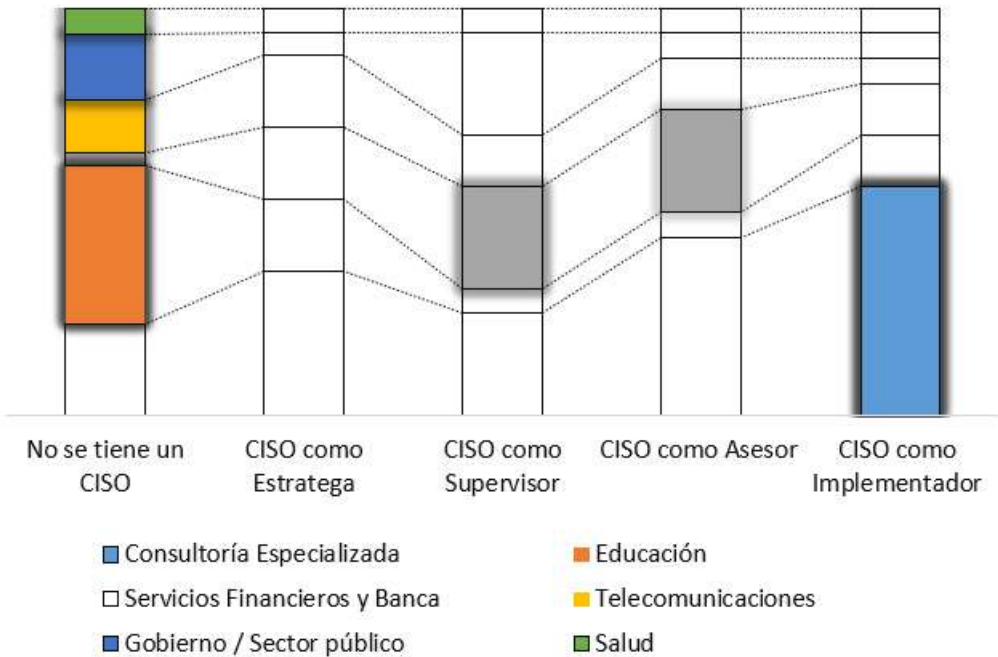 No se tiene un
CISO
CISO como
Estratega
CISO como
Supervisor
CISO como Asesor
CISO como
Implementador
Consultoría Especializada
Educación
Servicios Financieros y Banca
Telecomunicaciones
Gobierno / Sector público
Salud